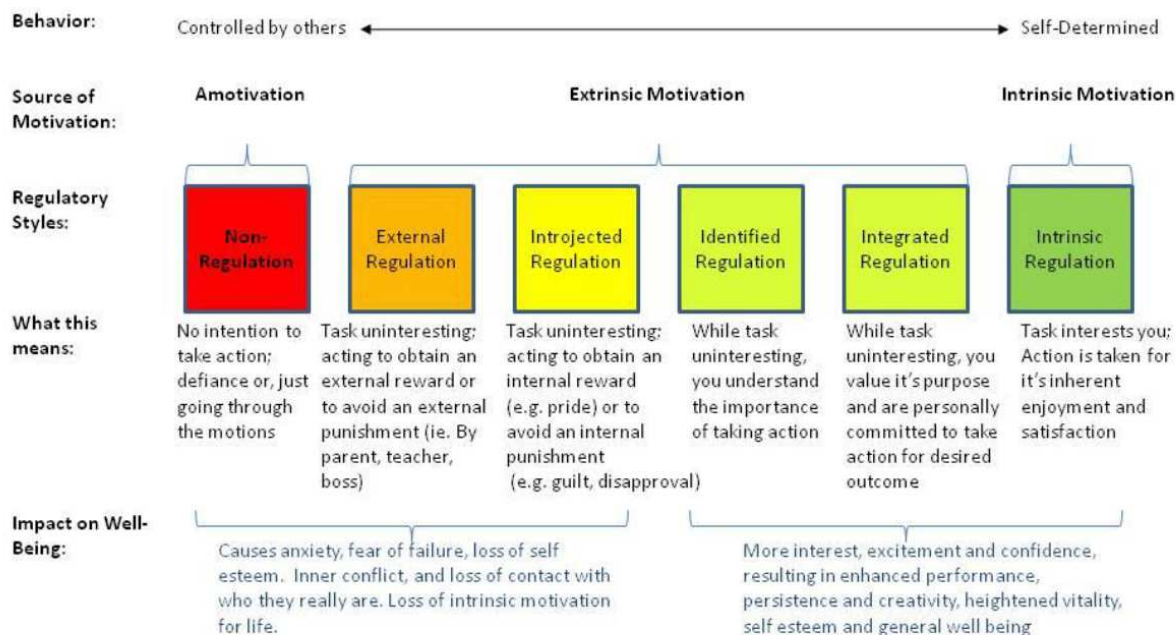 Behavior:
Controlled by others
Self-Determined
Source of
Motivation:
Amotivation
Extrinsic Motivation
Intrinsic Motivation
Regulatory
Styles:
Non-
Regulation
External
Regulation
Introjected
Regulation
Identified
Regulation
Integrated
Regulation
Intrinsic
Regulation
What this
means:
No intention to
take action;
defiance or, just
going through
the motions
Task uninteresting;
acting to obtain an
external reward or
to avoid an external
punishment (ie. By
parent, teacher,
boss)
Task uninteresting;
acting to obtain an
internal reward
(e.g. pride) or to
avoid an internal
punishment
(e.g. guilt, disapproval)
While task
uninteresting,
you understand
the importance
of taking action
While task
uninteresting, you
value it's purpose
and are personally
committed to take
action for desired
outcome
Task interests you;
Action is taken for
it's inherent
enjoyment and
satisfaction
Impact on Well-
Being:
Causes anxiety, fear of failure, loss of self
esteem. Inner conflict, and loss of contact with
who they really are. Loss of intrinsic motivation
for life.
More interest, excitement and confidence,
resulting in enhanced performance,
persistence and creativity, heightened vitality,
self esteem and general well being